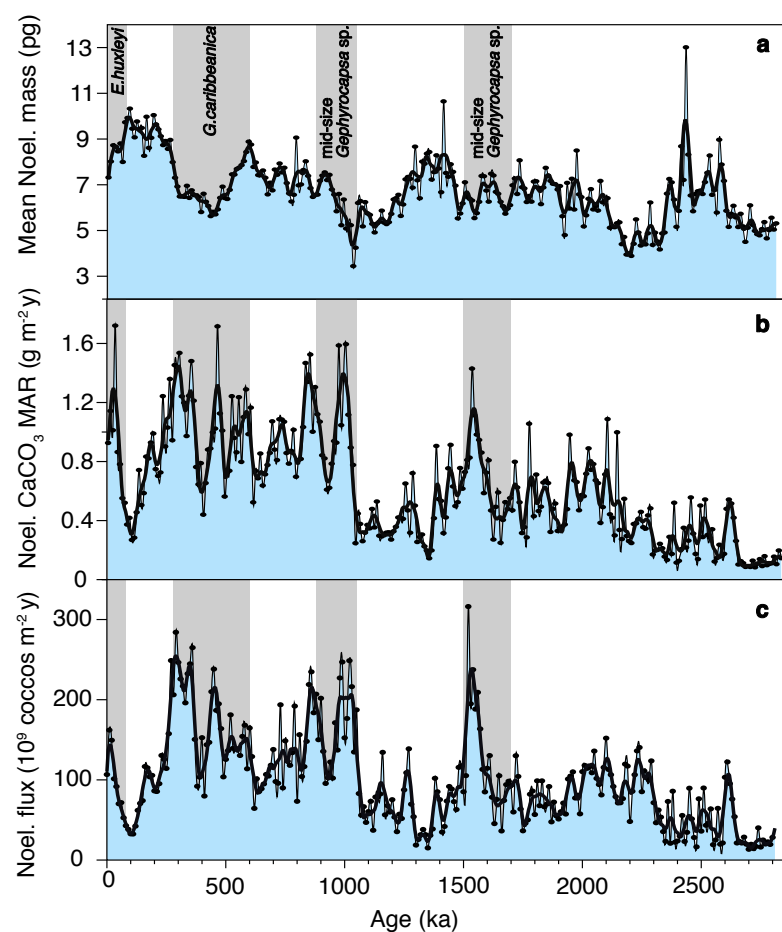 E.huxleyi
G.caribbeanica
mid-size
Gephyrocapsa sp.
mid-size
Gephyrocapsa sp.
a
Mean Noel. mass (pg)
13
11
9
7
5
3
b
Noel. CaCO₃ MAR (g m⁻² y)
1.6
1.2
0.8
0.4
0
c
Noel. flux (10⁹ coccos m⁻² y)
300
200
100
0
0 500 1000 1500 2000 2500
Age (ka)